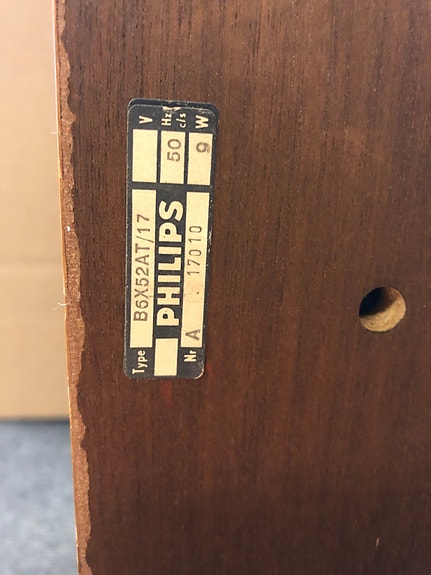 Type B6X52AT/17 V
PHILIPS 50 Hz c/s
Nr A 17010 9 W